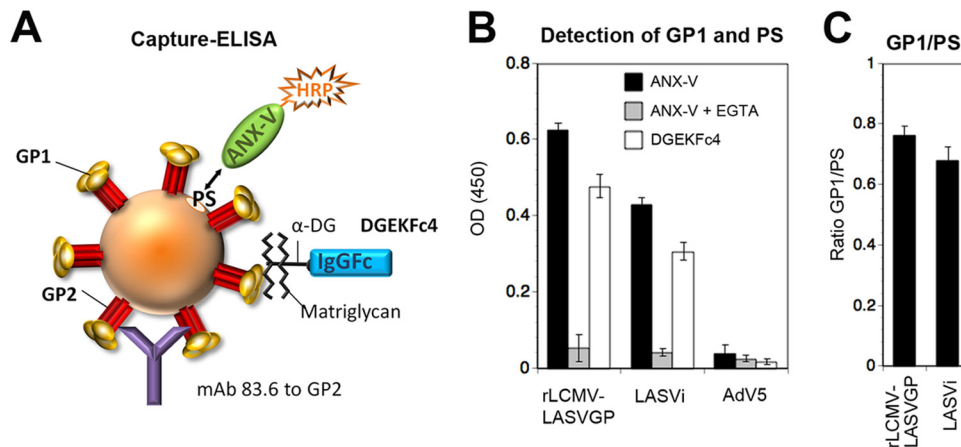 A
Capture-ELISA
HRP
ANX-V
GP1
PS
α-DG
DGEKFc4
IgGFc
GP2
Matriglycan
mAb 83.6 to GP2
B
Detection of GP1 and PS
0.8
ANX-V
ANX-V + EGTA
DGEKFc4
0.6
0.4
0.2
0
OD (450)
rLCMV-
LASVGP
LASVi
AdV5
C
GP1/PS
1
0.8
0.6
0.4
0.2
0
Ratio GP1/PS
rLCMV-
LASVGP
LASVi